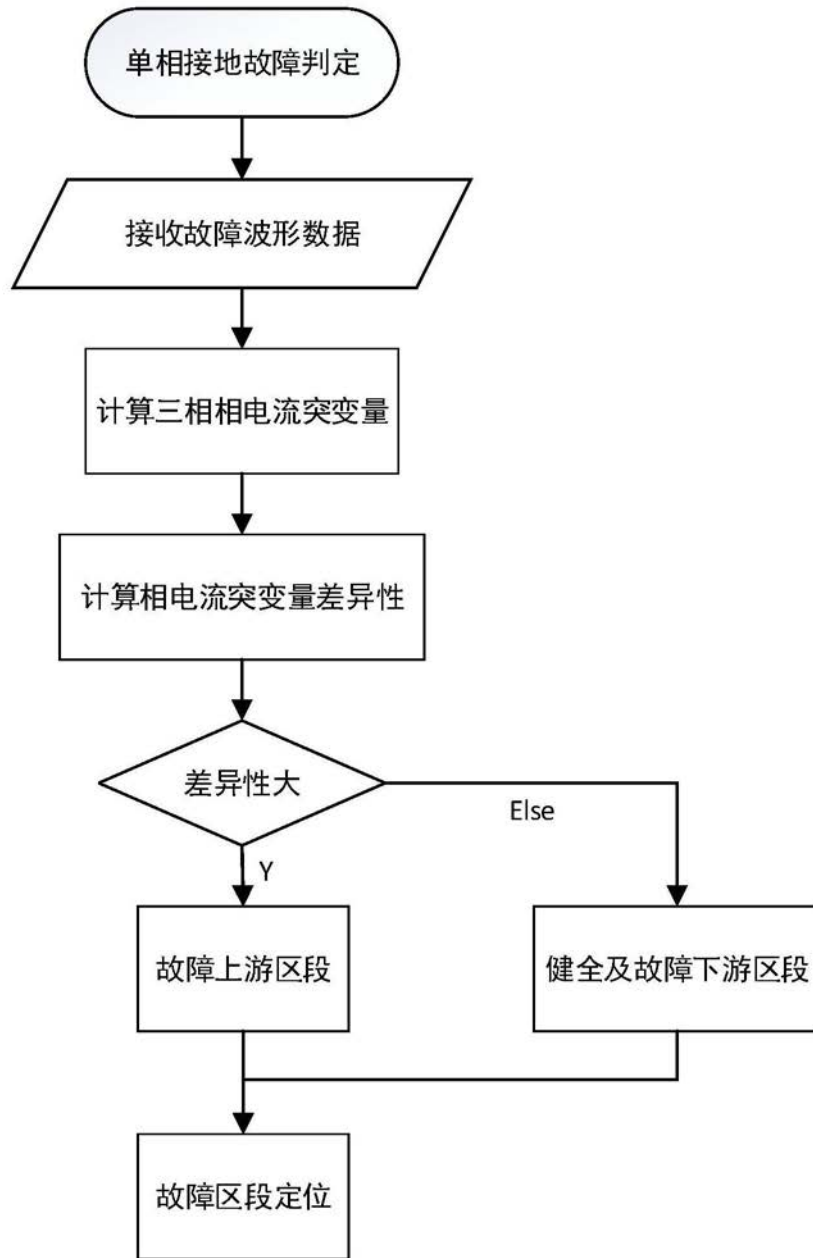 单相接地故障判定
接收故障波形数据
计算三相相电流突变量
计算相电流突变量差异性
差异性大
Else
Y
故障上游区段
健全及故障下游区段
故障区段定位